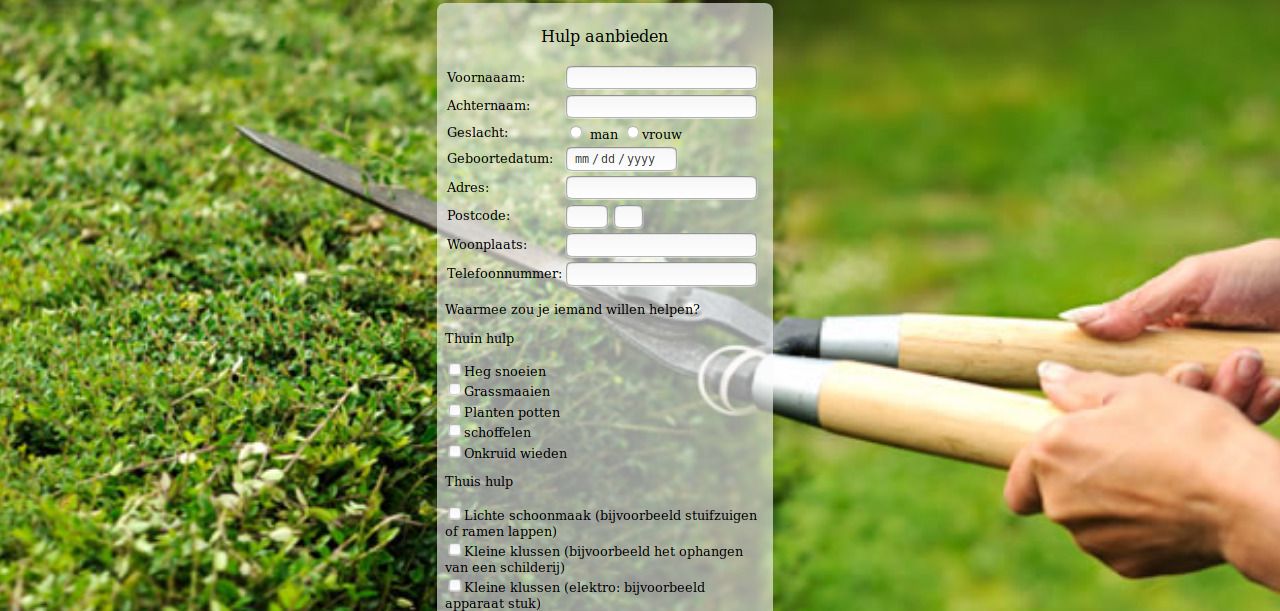 Hulp aanbieden
Voornaaam:
Achternaam:
Geslacht: man vrouw
Geboortedatum: mm / dd / yyyy
Adres:
Postcode:
Woonplaats:
Telefoonnummer:
Waarmee zou je iemand willen helpen?
Thuin hulp
Heg snoeien
Grassmaaien
Planten potten
schoffelen
Onkruid wieden
Thuis hulp
Lichte schoonmaak (bijvoorbeeld stuifzuigen
of ramen lappen)
Kleine klussen (bijvoorbeeld het ophangen
van een schilderij)
Kleine klussen (elektro: bijvoorbeeld
apparaat stuk)